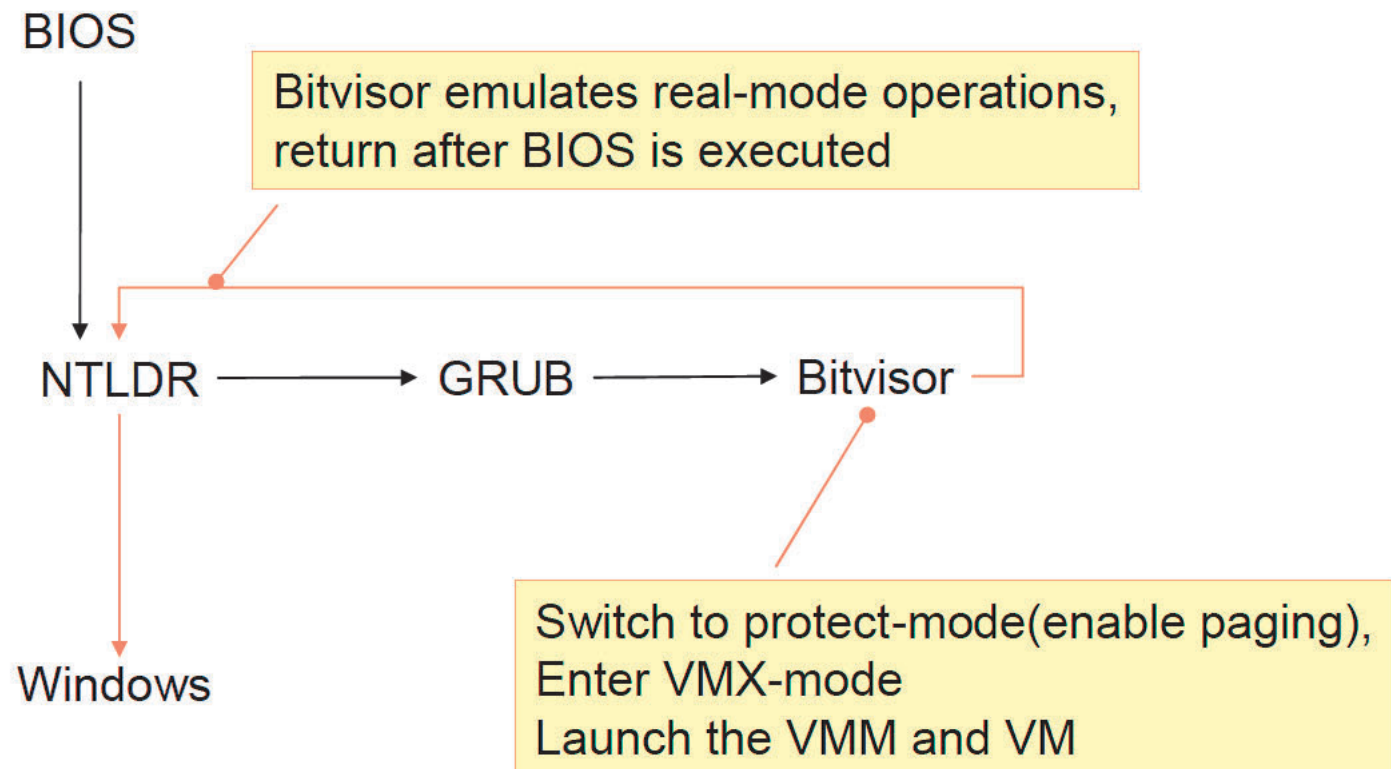 BIOS
Bitvisor emulates real-mode operations,
return after BIOS is executed
NTLDR
GRUB
Bitvisor
Windows
Switch to protect-mode(enable paging),
Enter VMX-mode
Launch the VMM and VM